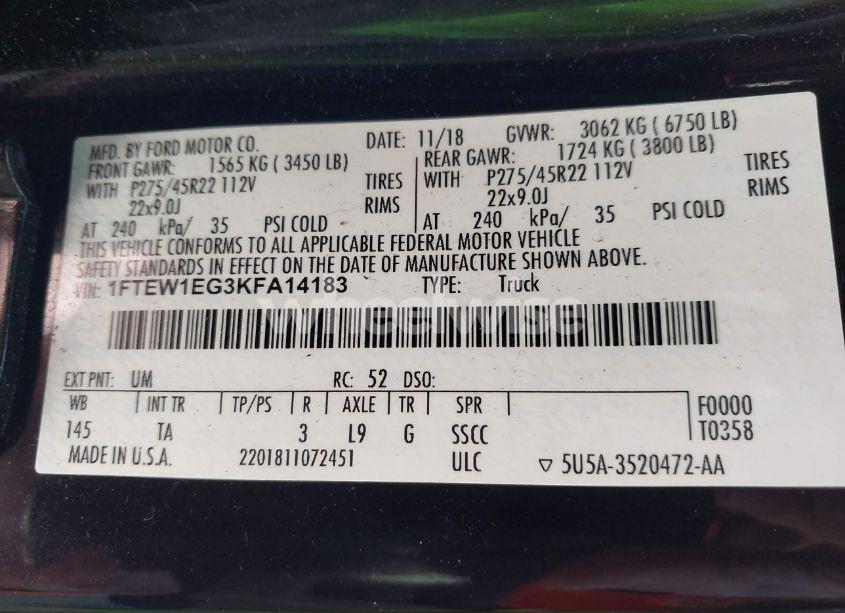 MFD. BY FORD MOTOR CO. DATE: 11/18 GVWR: 3062 KG ( 6750 LB)
FRONT GAWR: 1565 KG ( 3450 LB) REAR GAWR: 1724 KG ( 3800 LB)
WITH P275/45R22 112V TIRES WITH P275/45R22 112V TIRES
22x9.0J RIMS 22x9.0J RIMS
AT 240 kPa/ 35 PSI COLD AT 240 kPa/ 35 PSI COLD
THIS VEHICLE CONFORMS TO ALL APPLICABLE FEDERAL MOTOR VEHICLE
SAFETY STANDARDS IN EFFECT ON THE DATE OF MANUFACTURE SHOWN ABOVE.
VIN: 1FTEW1EG3KFA14183 TYPE: Truck
wheelwise
EXT PNT: UM RC: 52 DSO:
WB INT TR TP/PS R AXLE TR SPR F0000
145 TA 3 L9 G SSCC T0358
MADE IN U.S.A. 2201811072451 ULC ▽ 5U5A-3520472-AA